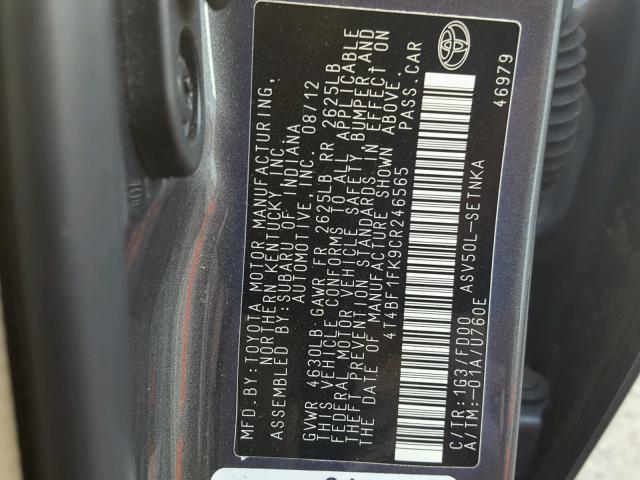 MFD. BY: TOYOTA MOTOR MANUFACTURING,
NORTHERN KENTUCKY, INC.
ASSEMBLED BY: SUBARU OF INDIANA
AUTOMOTIVE, INC. 08/12
GVWR 4630LB GAWR FR 2625LB RR 2625LB
THIS VEHICLE CONFORMS TO ALL APPLICABLE
FEDERAL MOTOR VEHICLE SAFETY, BUMPER, AND
THEFT PREVENTION STANDARDS IN EFFECT ON
THE DATE OF MANUFACTURE SHOWN ABOVE.
4T4BF1FK9CR246565 PASS. CAR
C/TR: 1G3/FD00 ASV50L-SETNKA
A/TM: -01A/U760E
46979